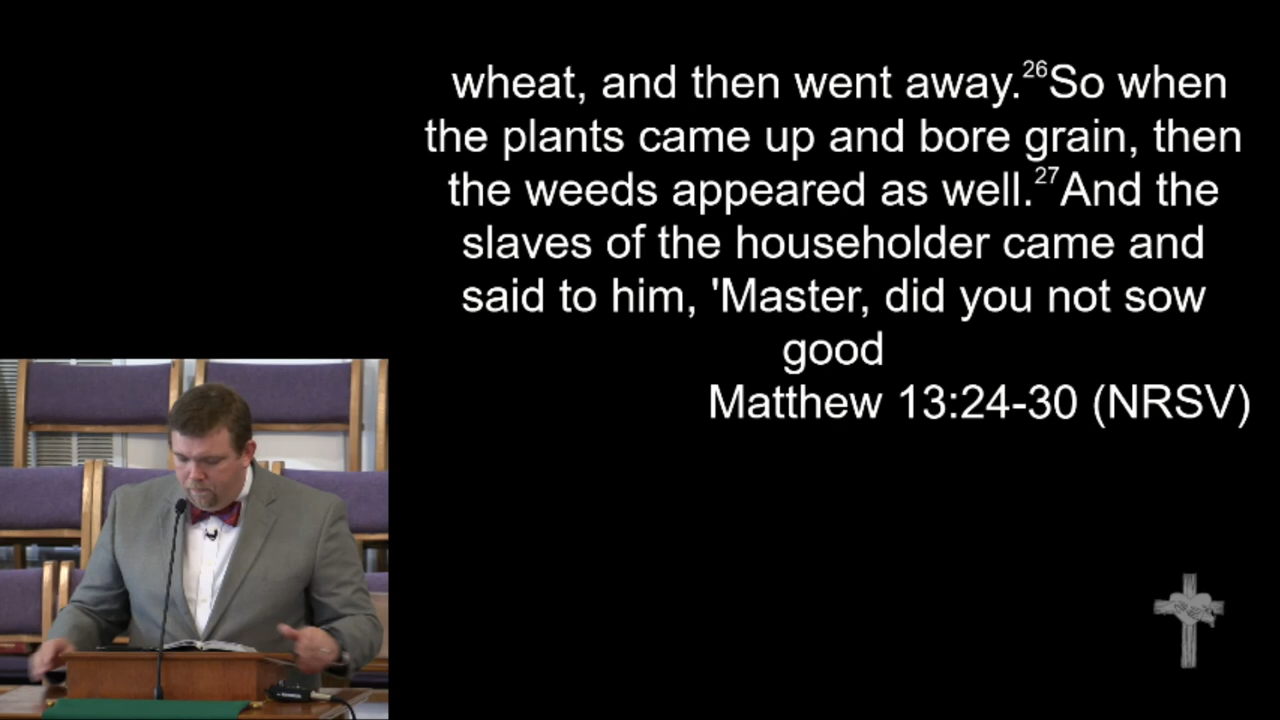 wheat, and then went away.²⁶So when
the plants came up and bore grain, then
the weeds appeared as well.²⁷And the
slaves of the householder came and
said to him, 'Master, did you not sow
good
Matthew 13:24-30 (NRSV)